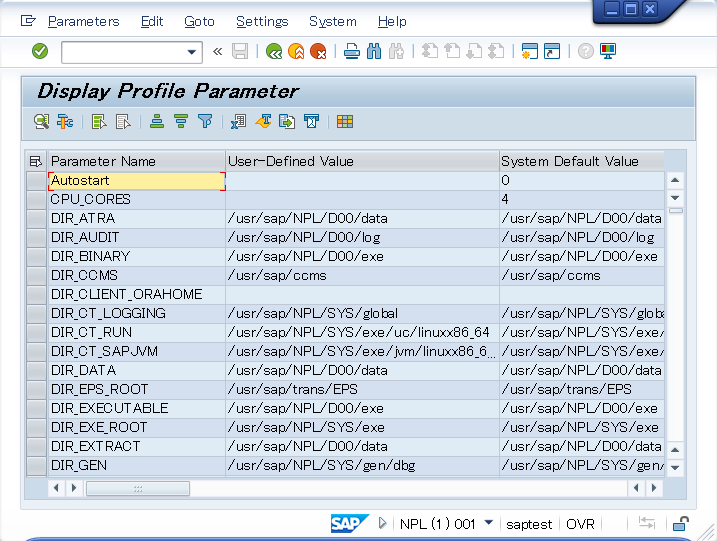 Parameters Edit Goto Settings System Help
Display Profile Parameter
Parameter Name User-Defined Value System Default Value
Autostart 0
CPU_CORES 4
DIR_ATRA /usr/sap/NPL/D00/data /usr/sap/NPL/D00/data
DIR_AUDIT /usr/sap/NPL/D00/log /usr/sap/NPL/D00/log
DIR_BINARY /usr/sap/NPL/D00/exe /usr/sap/NPL/D00/exe
DIR_CCMS /usr/sap/ccms /usr/sap/ccms
DIR_CLIENT_ORAHOME
DIR_CT_LOGGING /usr/sap/NPL/SYS/global /usr/sap/NPL/SYS/globa
DIR_CT_RUN /usr/sap/NPL/SYS/exe/uc/linuxx86_64 /usr/sap/NPL/SYS/exe/
DIR_CT_SAPJVM /usr/sap/NPL/SYS/exe/jvm/linuxx86_6... /usr/sap/NPL/SYS/exe/
DIR_DATA /usr/sap/NPL/D00/data /usr/sap/NPL/D00/data
DIR_EPS_ROOT /usr/sap/trans/EPS /usr/sap/trans/EPS
DIR_EXECUTABLE /usr/sap/NPL/D00/exe /usr/sap/NPL/D00/exe
DIR_EXE_ROOT /usr/sap/NPL/SYS/exe /usr/sap/NPL/SYS/exe
DIR_EXTRACT /usr/sap/NPL/D00/data /usr/sap/NPL/D00/data
DIR_GEN /usr/sap/NPL/SYS/gen/dbg /usr/sap/NPL/SYS/gen/
SAP NPL (1) 001 saptest OVR